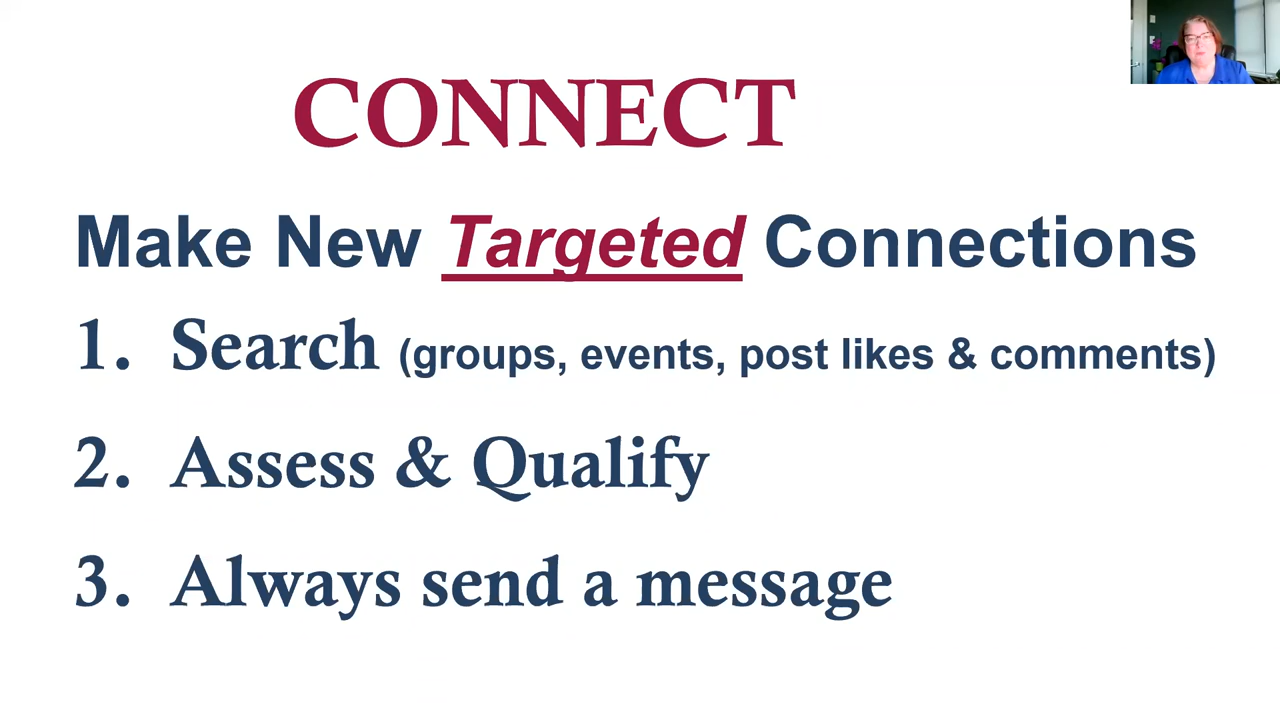 CONNECT
Make New Targeted Connections
1. Search (groups, events, post likes & comments)
2. Assess & Qualify
3. Always send a message